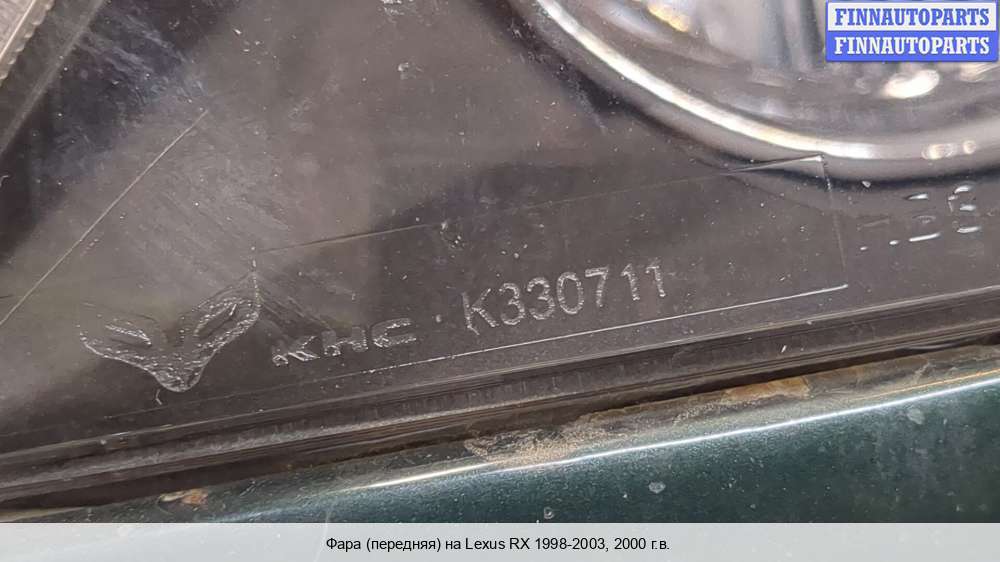 FINNAUTOPARTS
FINNAUTOPARTS
KHC K330711
Фара (передняя) на Lexus RX 1998-2003, 2000 г.в.